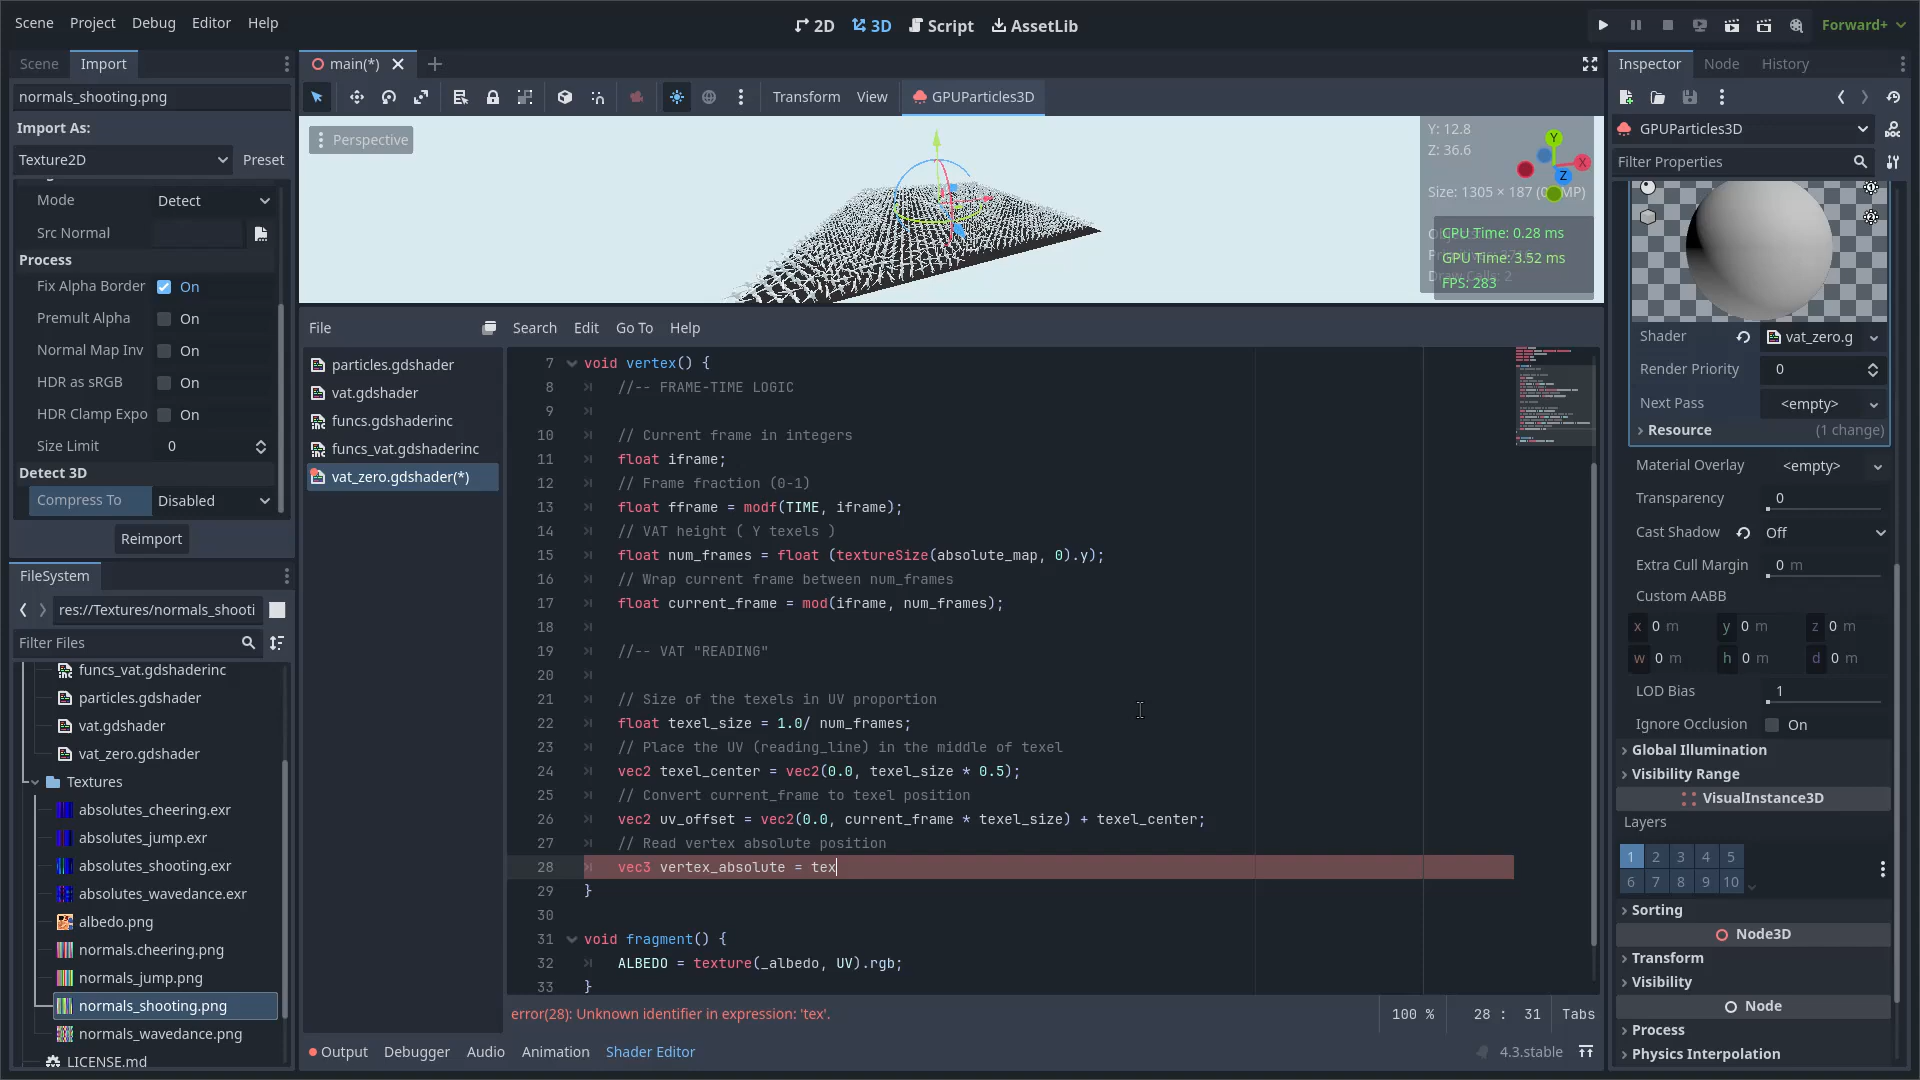 Scene Project Debug Editor Help
2D 3D Script AssetLib
Forward+
Scene Import
normals_shooting.png
Import As:
Texture2D Preset
Mode Detect
Src Normal
Process
Fix Alpha Border On
Premult Alpha On
Normal Map Inv On
HDR as sRGB On
HDR Clamp Expo On
Size Limit 0
Detect 3D
Compress To Disabled
Reimport
FileSystem
res://Textures/normals_shooti
Filter Files
funcs_vat.gdshaderinc
particles.gdshader
vat.gdshader
vat_zero.gdshader
Textures
absolutes_cheering.exr
absolutes_jump.exr
absolutes_shooting.exr
absolutes_wavedance.exr
albedo.png
normals.cheering.png
normals_jump.png
normals_shooting.png
normals_wavedance.png
LICENSE.md
main(*)
Transform View GPUParticles3D
Perspective
Y: 12.8
Z: 36.6
Size: 1305 × 187
CPU Time: 0.28 ms
GPU Time: 3.52 ms
FPS: 283
Y
X
Z
File Search Edit Go To Help
particles.gdshader
vat.gdshader
funcs.gdshaderinc
funcs_vat.gdshaderinc
vat_zero.gdshader(*)
7 void vertex() {
8 //-- FRAME-TIME LOGIC
9
10 // Current frame in integers
11 float iframe;
12 // Frame fraction (0-1)
13 float fframe = modf(TIME, iframe);
14 // VAT height ( Y texels )
15 float num_frames = float (textureSize(absolute_map, 0).y);
16 // Wrap current frame between num_frames
17 float current_frame = mod(iframe, num_frames);
18
19 //-- VAT "READING"
20
21 // Size of the texels in UV proportion
22 float texel_size = 1.0/ num_frames;
23 // Place the UV (reading_line) in the middle of texel
24 vec2 texel_center = vec2(0.0, texel_size * 0.5);
25 // Convert current_frame to texel position
26 vec2 uv_offset = vec2(0.0, current_frame * texel_size) + texel_center;
27 // Read vertex absolute position
28 vec3 vertex_absolute = tex
29 }
30
31 void fragment() {
32 ALBEDO = texture(_albedo, UV).rgb;
33 }
error(28): Unknown identifier in expression: 'tex'.
100 % 28 : 31 Tabs
Output Debugger Audio Animation Shader Editor
4.3.stable
Inspector Node History
GPUParticles3D
Filter Properties
Shader vat_zero.g
Render Priority 0
Next Pass <empty>
Resource (1 change)
Material Overlay <empty>
Transparency 0
Cast Shadow Off
Extra Cull Margin 0 m
Custom AABB
x 0 m y 0 m z 0 m
w 0 m h 0 m d 0 m
LOD Bias 1
Ignore Occlusion On
Global Illumination
Visibility Range
VisualInstance3D
Layers
1 2 3 4 5
6 7 8 9 10
Sorting
Node3D
Transform
Visibility
Node
Process
Physics Interpolation